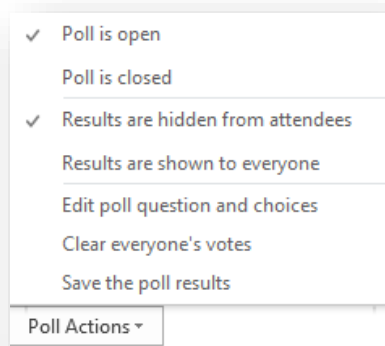 Poll is open
Poll is closed
Results are hidden from attendees
Results are shown to everyone
Edit poll question and choices
Clear everyone's votes
Save the poll results
Poll Actions